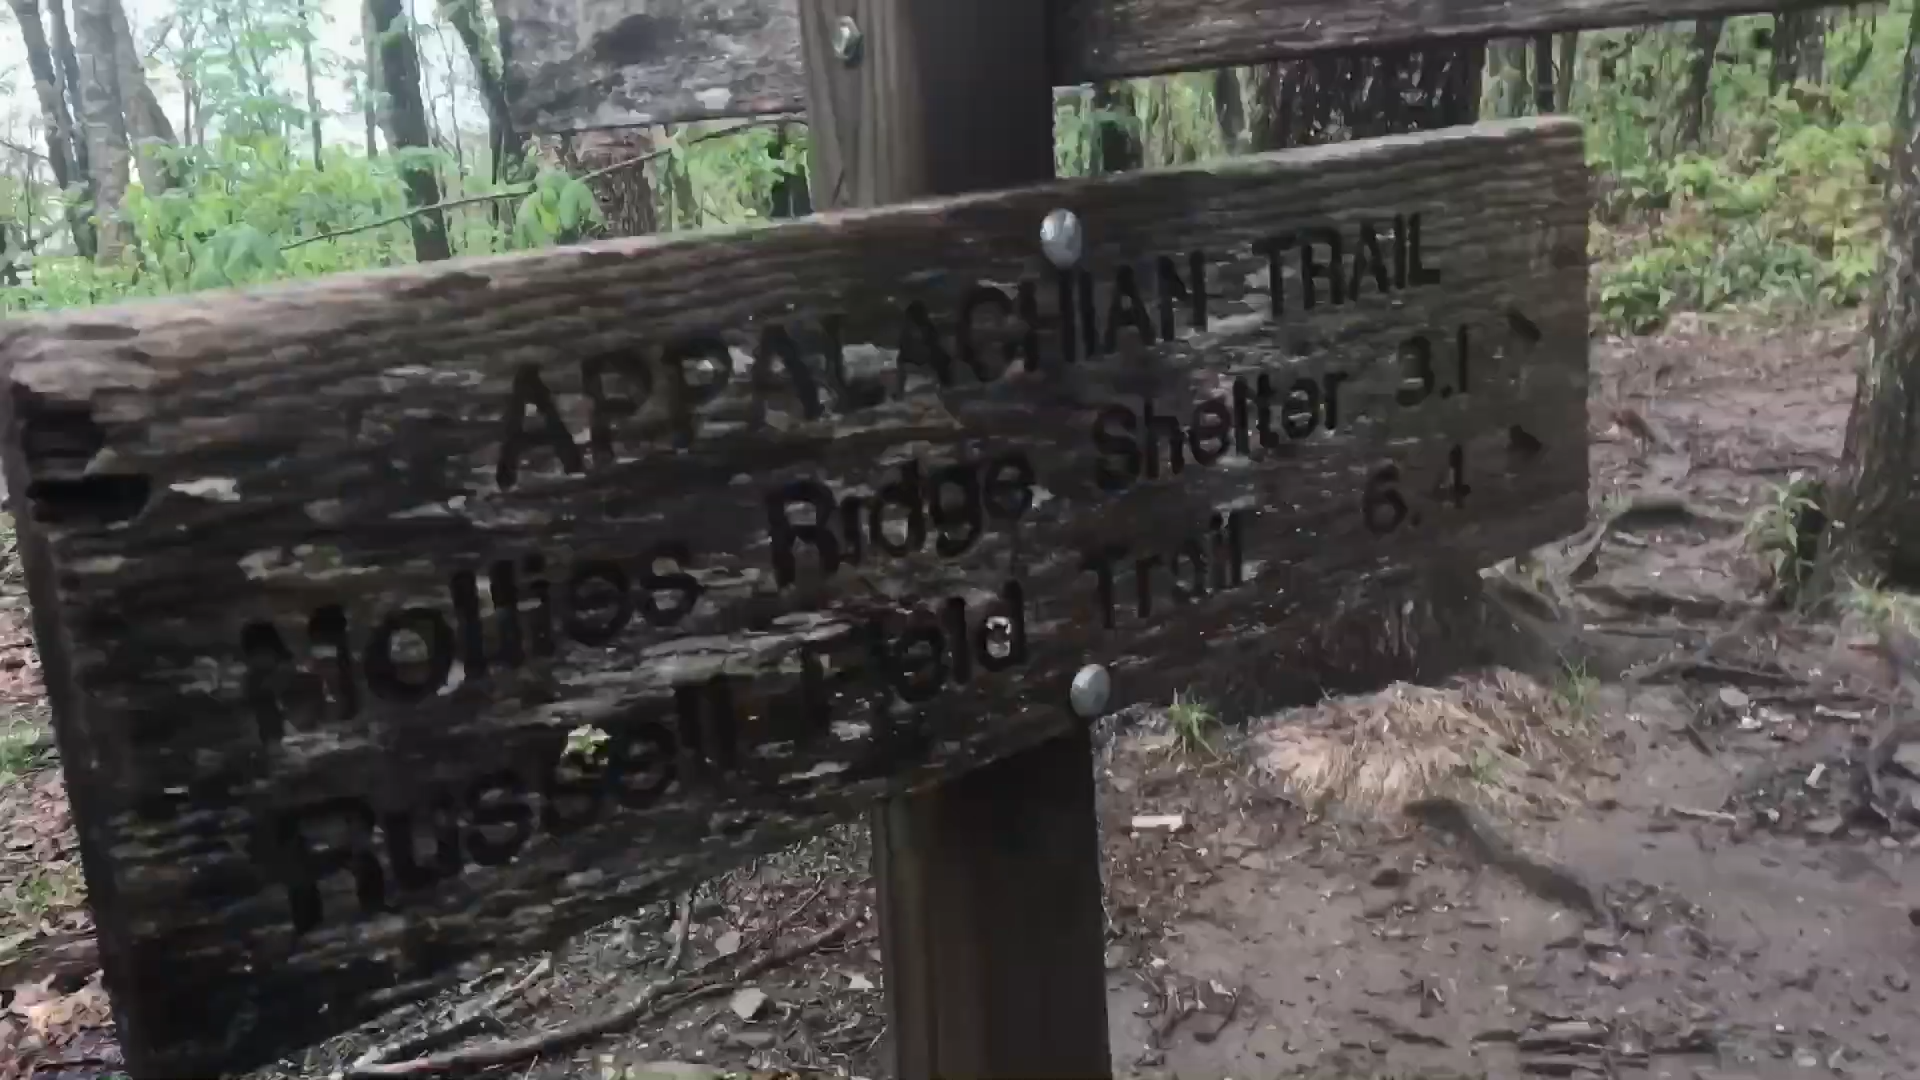 APPALACHIAN TRAIL
Mollies Ridge Shelter 3.1
Russell Field Trail 6.4